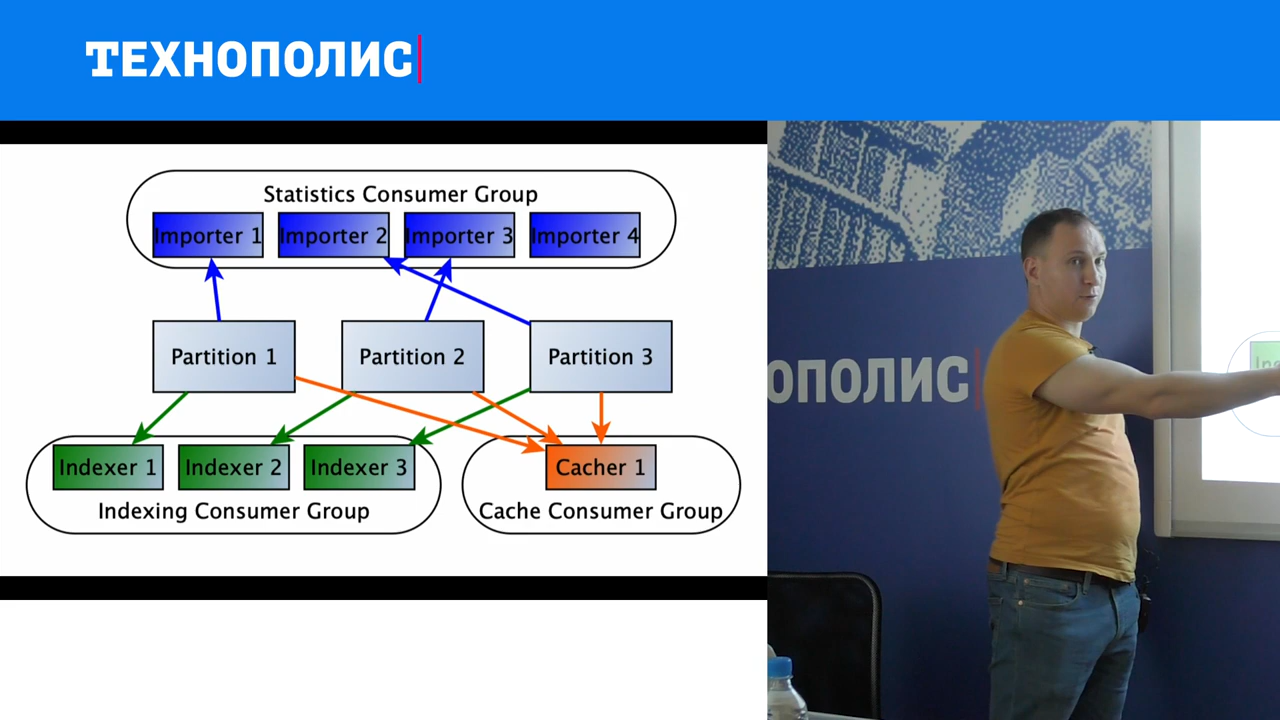 ТЕХНОПОЛИС
Statistics Consumer Group
Importer 1 Importer 2 Importer 3 Importer 4
Partition 1 Partition 2 Partition 3
Indexer 1 Indexer 2 Indexer 3 Cacher 1
Indexing Consumer Group Cache Consumer Group
ОПОЛИС